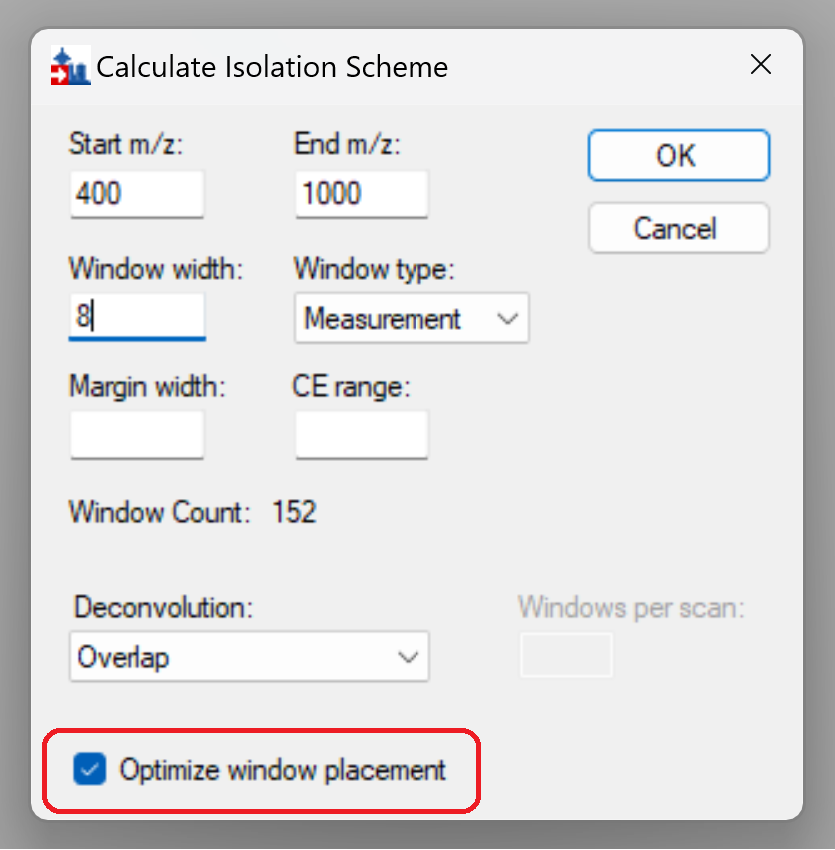 Calculate Isolation Scheme
Start m/z: End m/z:
400 1000
OK
Cancel
Window width: Window type:
8 Measurement
Margin width: CE range:
Window Count: 152
Deconvolution: Windows per scan:
Overlap
Optimize window placement